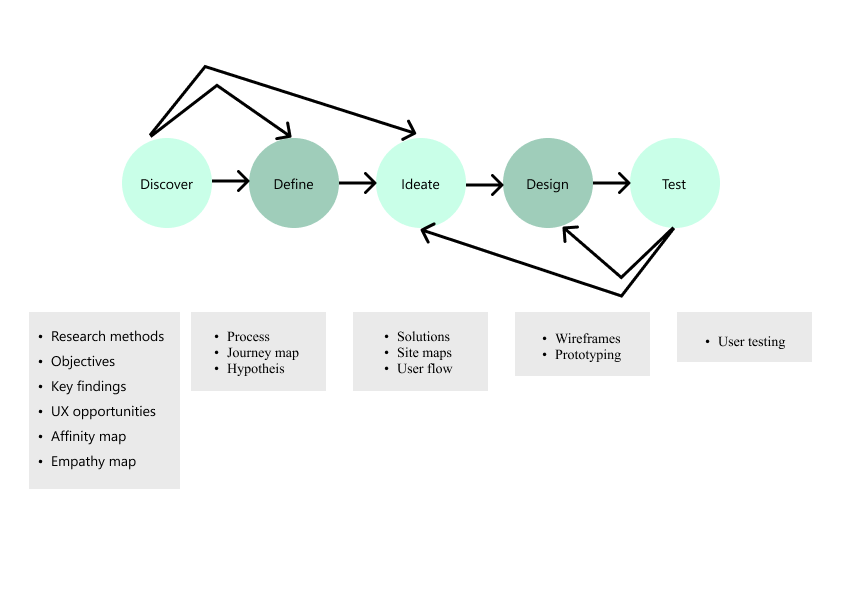 Discover
Define
Ideate
Design
Test
• Research methods
• Objectives
• Key findings
• UX opportunities
• Affinity map
• Empathy map
• Process
• Journey map
• Hypotheis
• Solutions
• Site maps
• User flow
• Wireframes
• Prototyping
• User testing